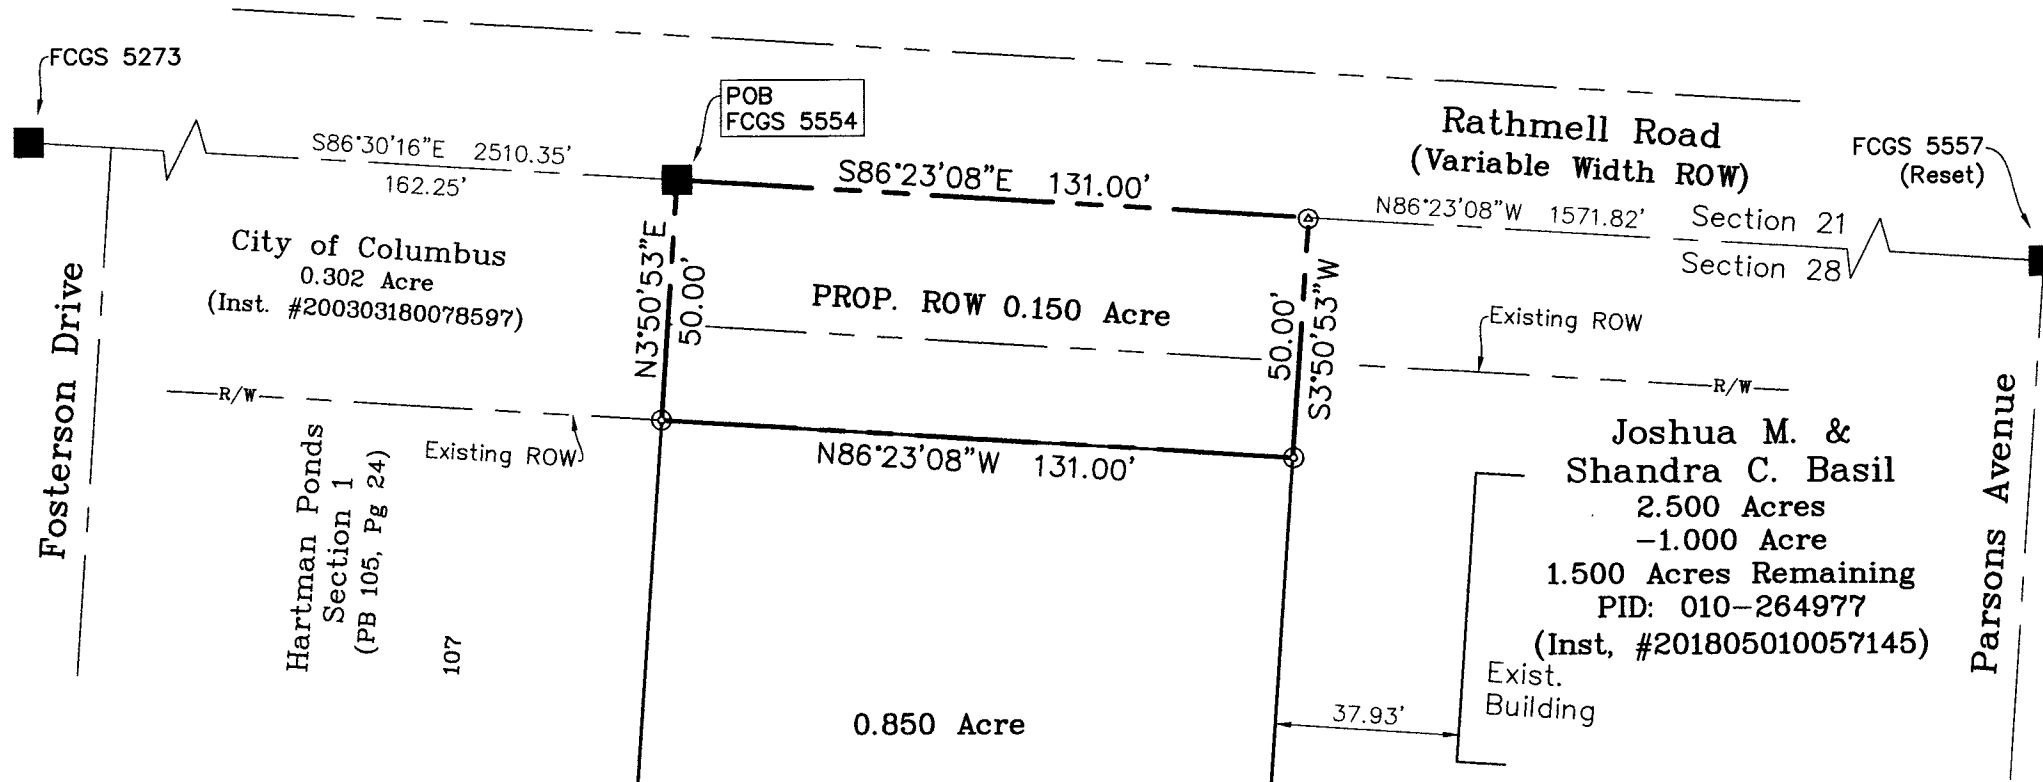 FCGS 5273
POB
FCGS 5554
S86°30'16"E 2510.35'
162.25'
S86°23'08"E 131.00'
Rathmell Road
(Variable Width ROW)
FCGS 5557
(Reset)
N86°23'08"W 1571.82'
Section 21
Section 28
City of Columbus
0.302 Acre
(Inst. #200303180078597)
N3°50'53"E
50.00'
PROP. ROW 0.150 Acre
50.00'
S3°50'53"W
Existing ROW
R/W
R/W
Existing ROW
N86°23'08"W 131.00'
Fosterson Drive
Hartman Ponds
Section 1
(PB 105, Pg 24)
107
Joshua M. &
Shandra C. Basil
2.500 Acres
-1.000 Acre
1.500 Acres Remaining
PID: 010-264977
(Inst, #201805010057145)
Parsons Avenue
Exist.
Building
37.93'
0.850 Acre